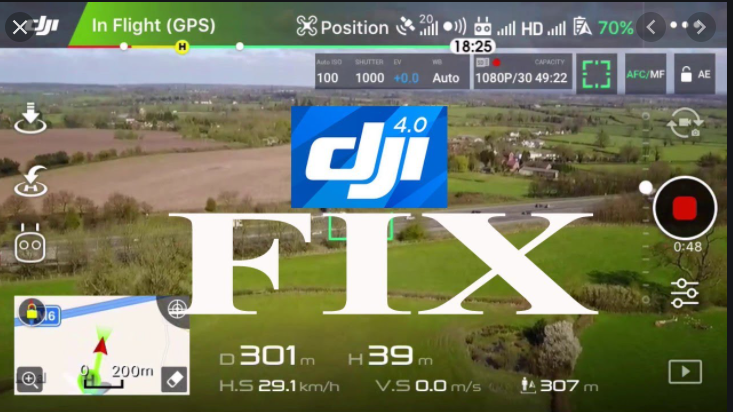 dji In Flight (GPS) Position 20 HD 70%
H 18:25
Auto ISO SHUTTER EV WB CAPACITY
100 1000 +0.0 Auto 1080P/30 49:22 AFC/MF AE
4.0
dji
FIX
0:48
0 200m
D 301 m H 39 m
H.S 29.1 km/h V.S 0.0 m/s 307 m